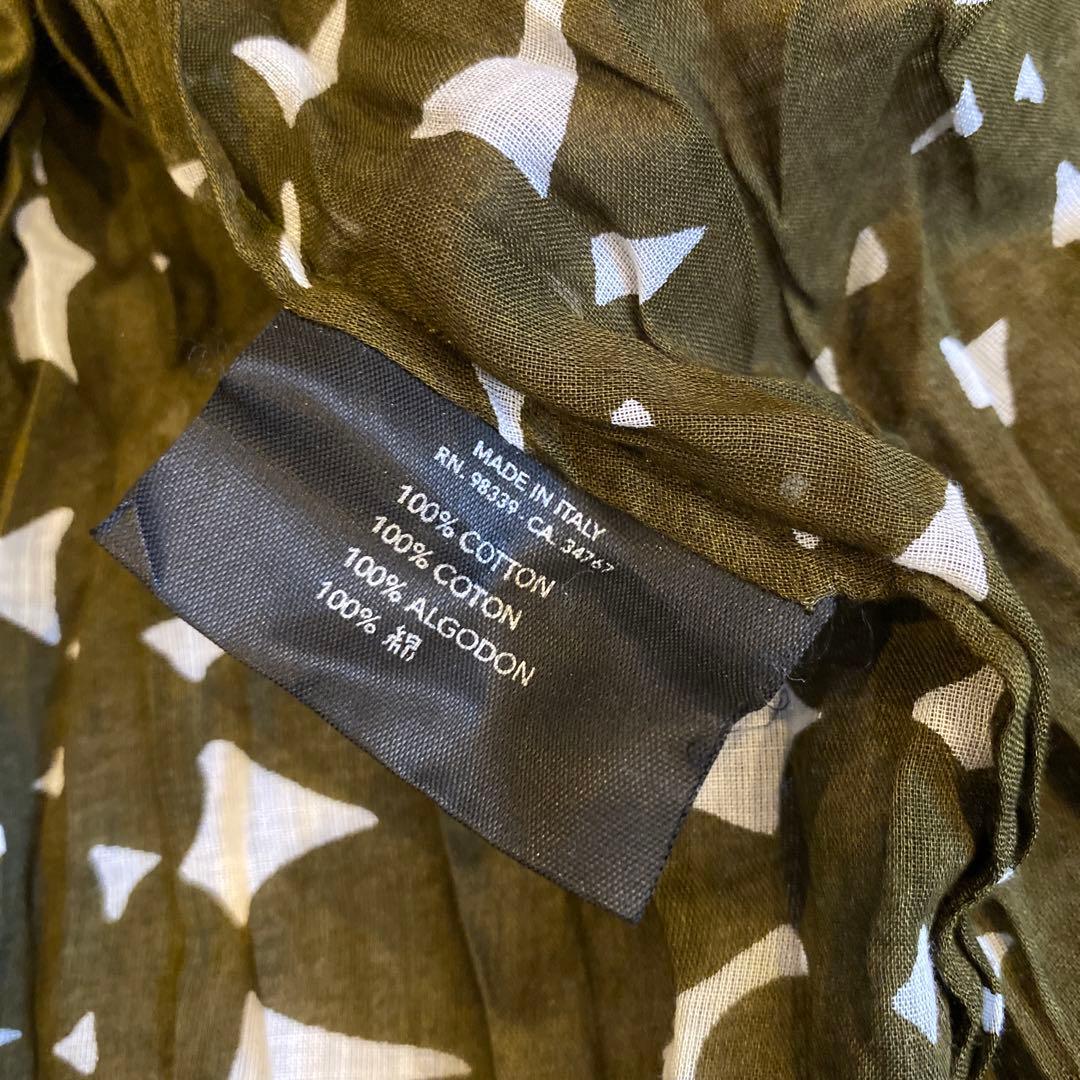 MADE IN ITALY
RN. 98339 CA. 34767
100% COTTON
100% COTON
100% ALGODON
100% 綿